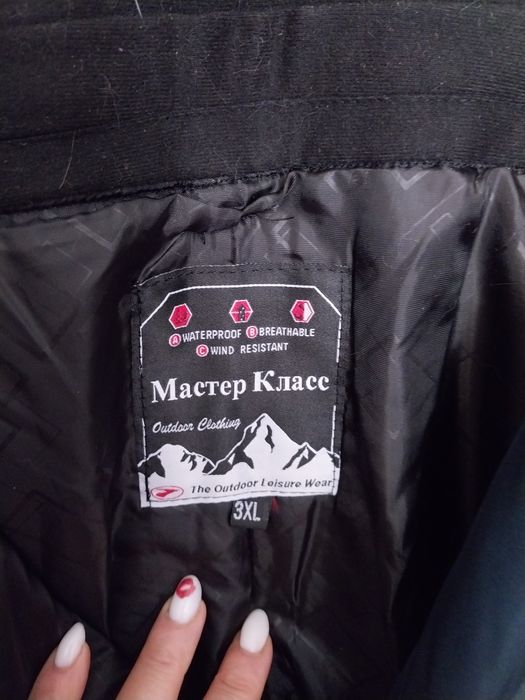 A WATERPROOF B BREATHABLE
C WIND RESISTANT
Мастер Класс
Outdoor Clothing
The Outdoor Leisure Wear
3XL